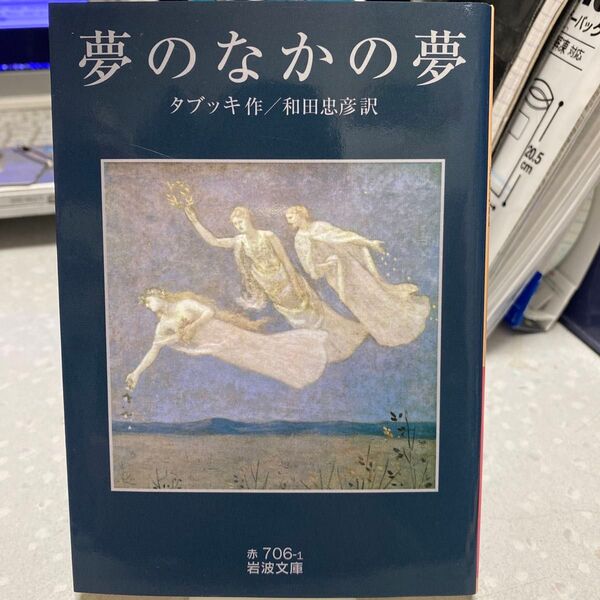 夢のなかの夢
タブッキ作／和田忠彦訳
赤 706-1
岩波文庫
20.5
cm